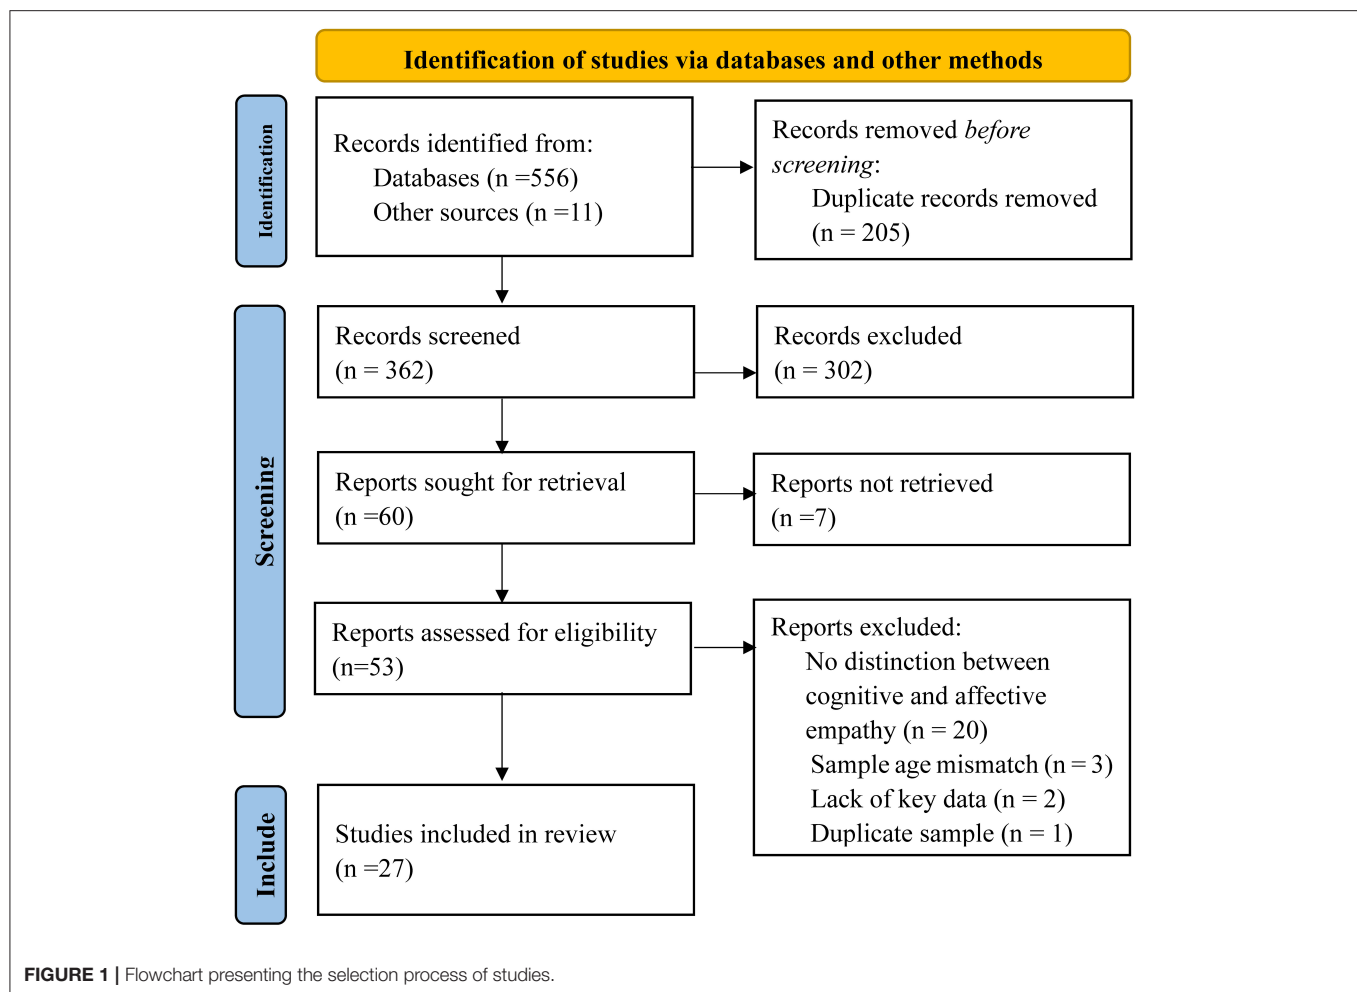 Identification of studies via databases and other methods
Identification
Records identified from:
Databases (n =556)
Other sources (n =11)
Records removed before
screening:
Duplicate records removed
(n = 205)
Screening
Records screened
(n = 362)
Records excluded
(n = 302)
Reports sought for retrieval
(n =60)
Reports not retrieved
(n =7)
Reports assessed for eligibility
(n=53)
Reports excluded:
No distinction between
cognitive and affective
empathy (n = 20)
Sample age mismatch (n = 3)
Lack of key data (n = 2)
Duplicate sample (n = 1)
Include
Studies included in review
(n =27)
FIGURE 1 | Flowchart presenting the selection process of studies.